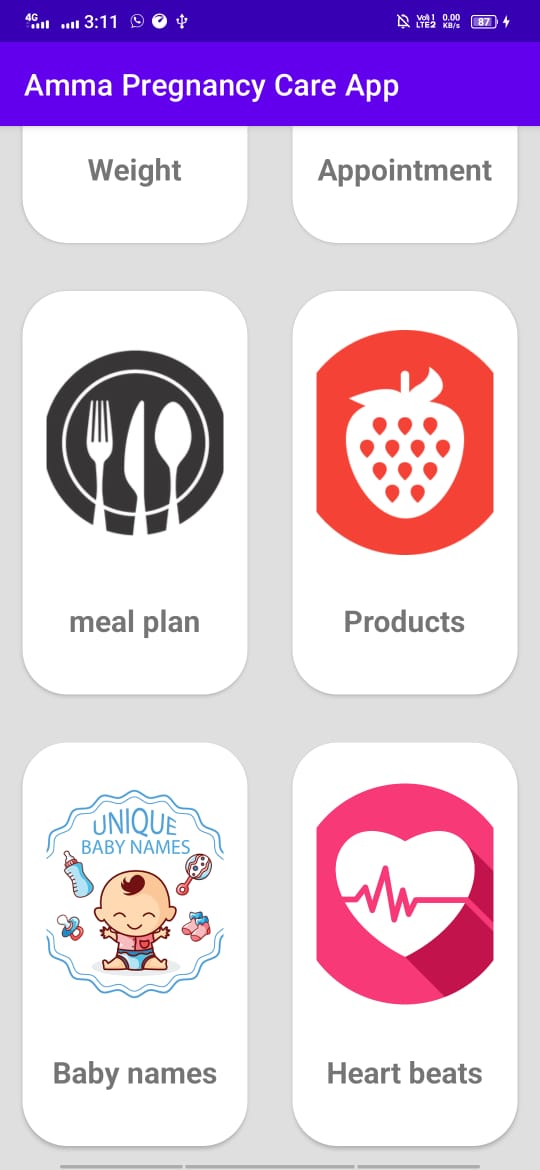 4G 3:11 Vo)) 1 LTE2 0.00 KB/s 87
Amma Pregnancy Care App
Weight Appointment
meal plan Products
UNIQUE
BABY NAMES
Baby names Heart beats